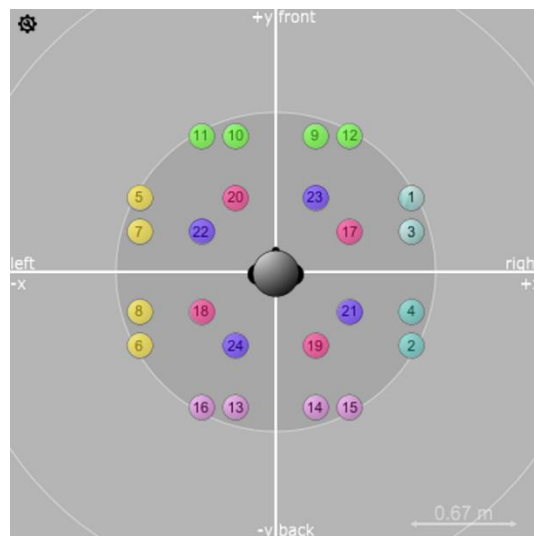 +y front
11 10 9 12
5 20 23 1
7 22 17 3
left righ
-x +
8 18 21 4
6 24 19 2
16 13 14 15
0.67 m
-y back